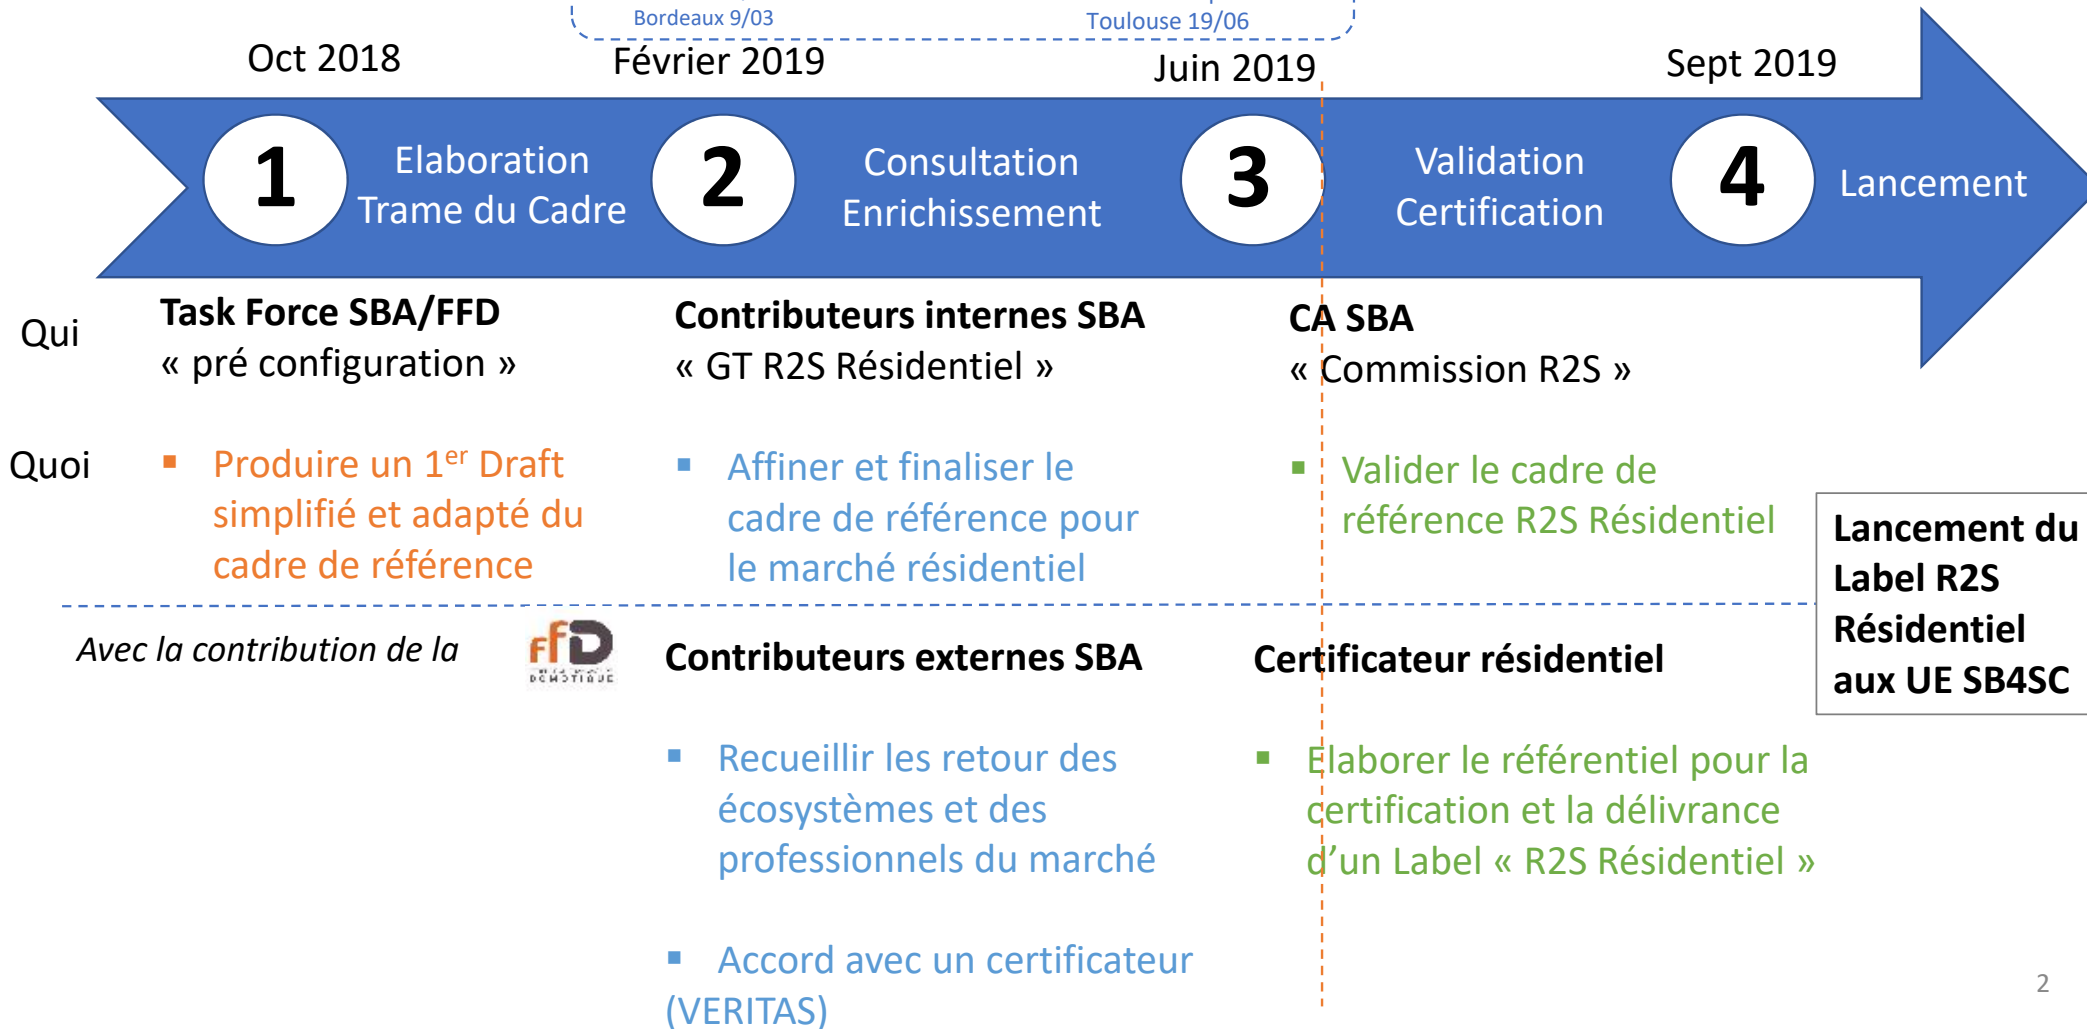 Bordeaux 9/03
Toulouse 19/06
Oct 2018
Février 2019
Juin 2019
Sept 2019
1
Elaboration
Trame du Cadre
2
Consultation
Enrichissement
3
Validation
Certification
4
Lancement
Qui
Task Force SBA/FFD
« pré configuration »
Contributeurs internes SBA
« GT R2S Résidentiel »
CA SBA
« Commission R2S »
Quoi
▪ Produire un 1er Draft
simplifié et adapté du
cadre de référence
▪ Affiner et finaliser le
cadre de référence pour
le marché résidentiel
▪ Valider le cadre de
référence R2S Résidentiel
Lancement du
Label R2S
Résidentiel
aux UE SB4SC
Avec la contribution de la
FFD
DOMOTIQUE
Contributeurs externes SBA
▪ Recueillir les retour des
écosystèmes et des
professionnels du marché
▪ Accord avec un certificateur
(VERITAS)
Certificateur résidentiel
▪ Elaborer le référentiel pour la
certification et la délivrance
d'un Label « R2S Résidentiel »
2